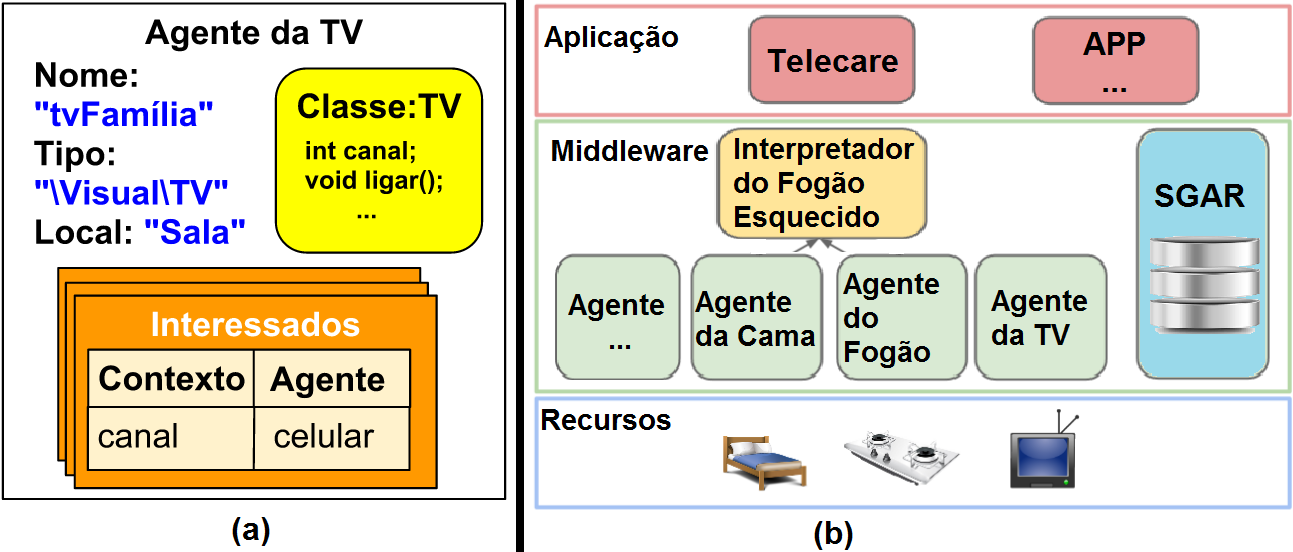 Agente da TV
Nome:
"tvFamília"
Tipo:
"\Visual\TV"
Local: "Sala"
Classe:TV
int canal;
void ligar();
...
Interessados
Contexto
Agente
canal
celular
(a)
Aplicação
Telecare
APP
...
Middleware
Interpretador
do Fogão
Esquecido
SGAR
Agente
...
Agente
da Cama
Agente
do
Fogão
Agente
da TV
Recursos
(b)